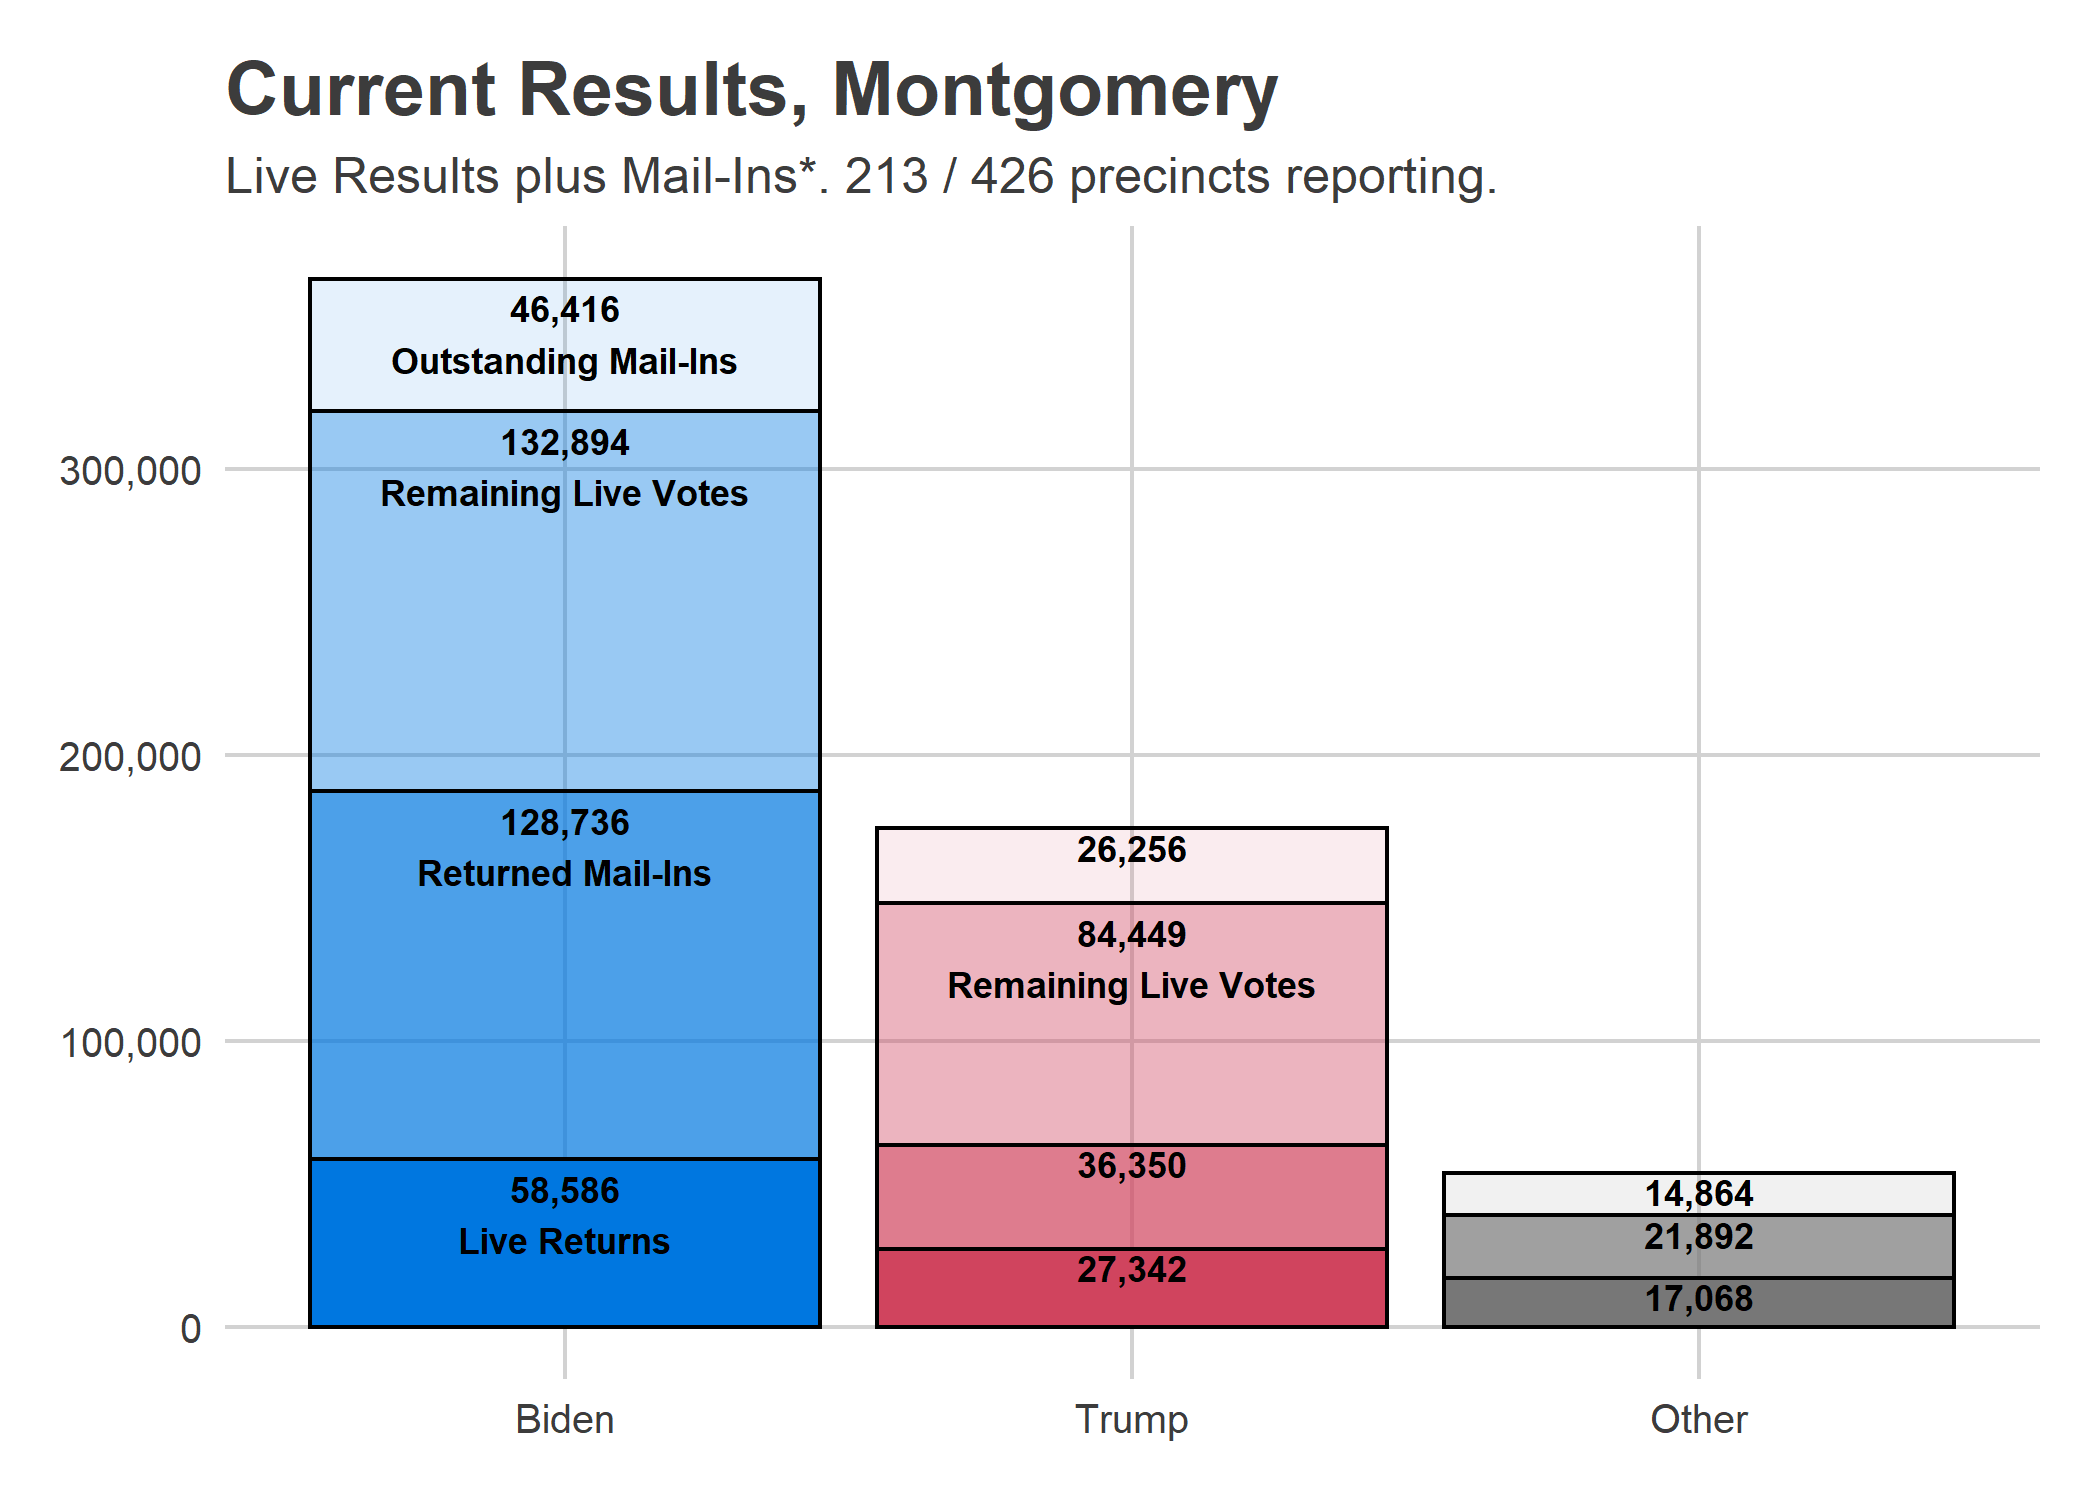 Current Results, Montgomery
Live Results plus Mail-Ins*. 213 / 426 precincts reporting.
46,416
Outstanding Mail-Ins
132,894
Remaining Live Votes
128,736
Returned Mail-Ins
58,586
Live Returns
26,256
84,449
Remaining Live Votes
36,350
27,342
14,864
21,892
17,068
300,000
200,000
100,000
0
Biden
Trump
Other